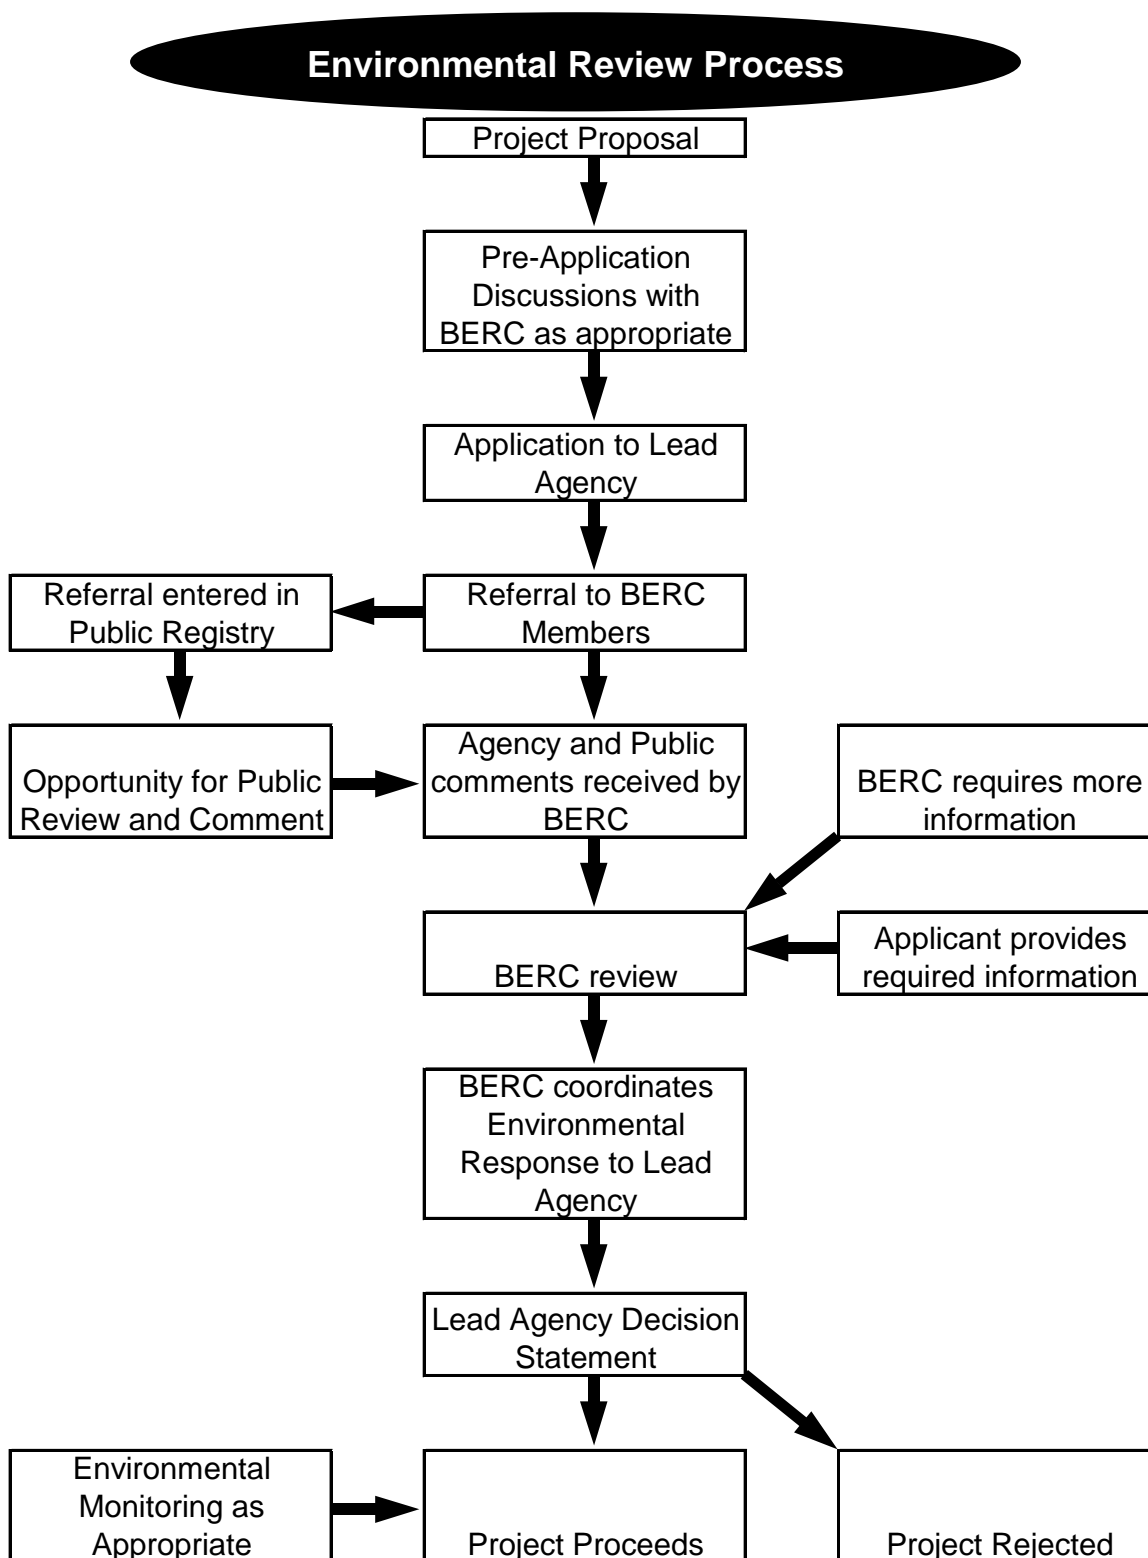 Environmental Review Process
Project Proposal
Pre-Application
Discussions with
BERC as appropriate
Application to Lead
Agency
Referral entered in
Public Registry
Referral to BERC
Members
Opportunity for Public
Review and Comment
Agency and Public
comments received by
BERC
BERC requires more
information
BERC review
Applicant provides
required information
BERC coordinates
Environmental
Response to Lead
Agency
Lead Agency Decision
Statement
Environmental
Monitoring as
Appropriate
Project Proceeds
Project Rejected